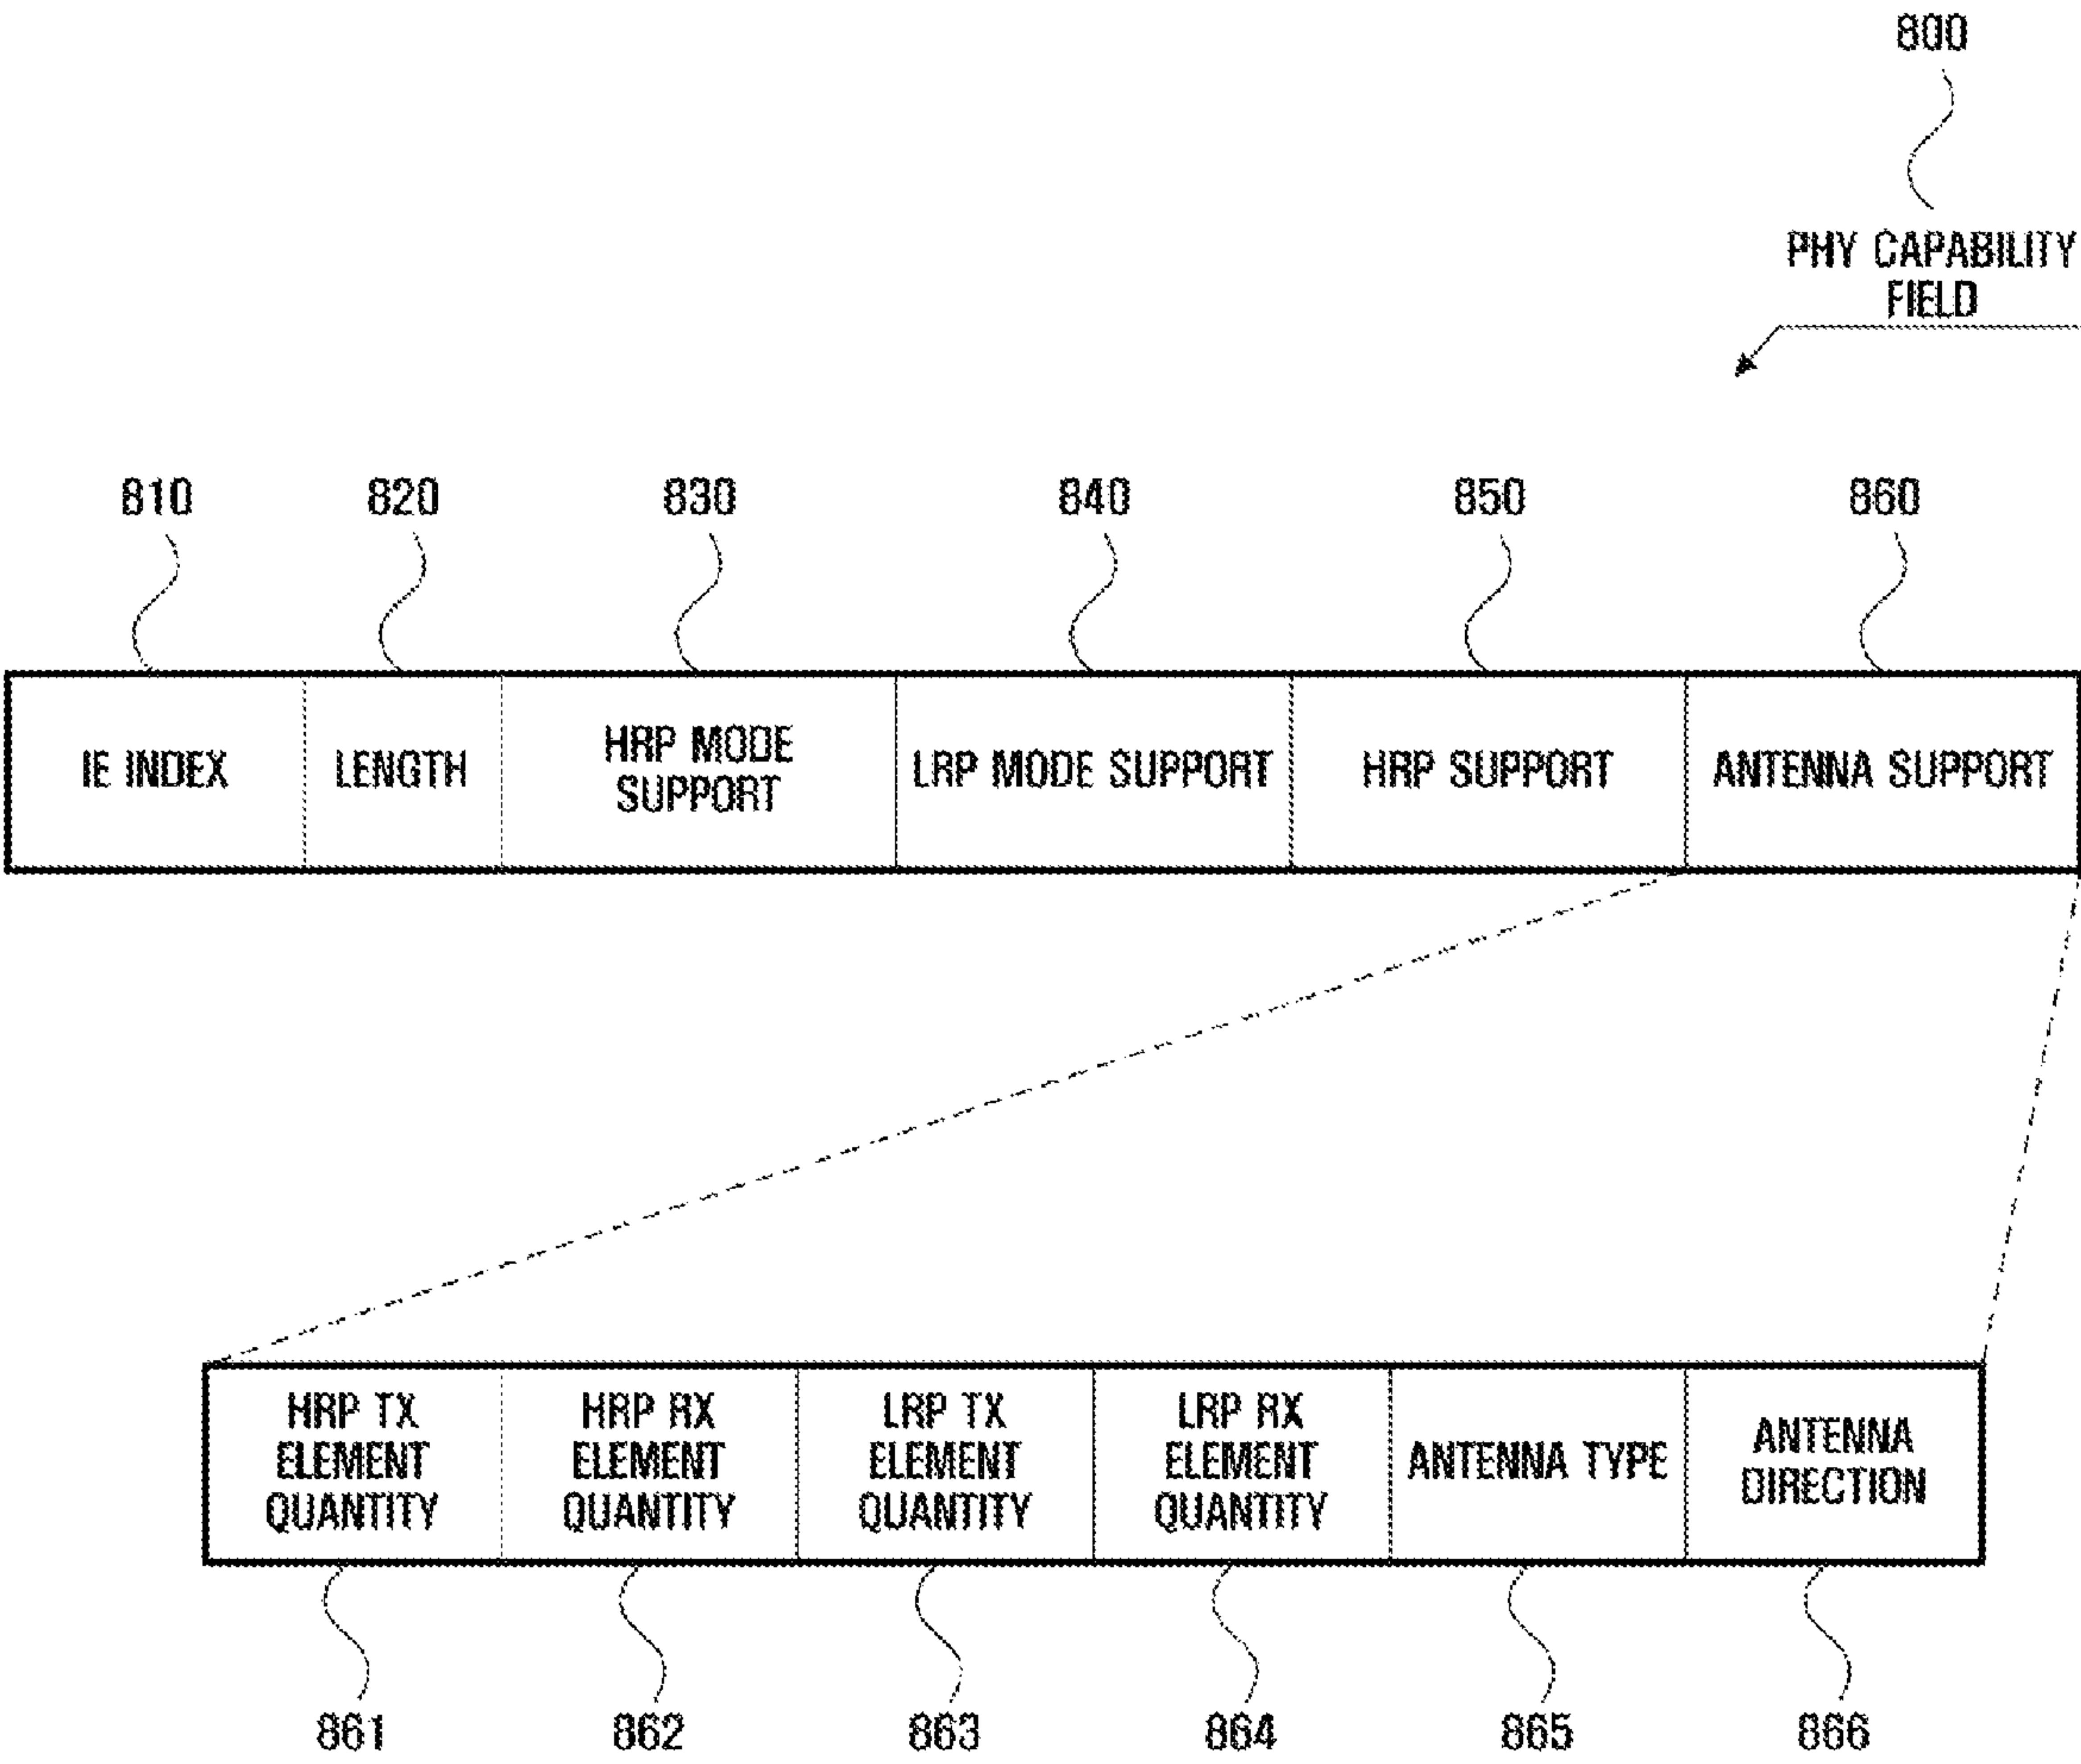 800
PHY CAPABILITY
FIELD
810 820 830 840 850 860
IE INDEX
LENGTH
HRP MODE
SUPPORT
LRP MODE SUPPORT
HRP SUPPORT
ANTENNA SUPPORT
HRP TX
ELEMENT
QUANTITY
HRP RX
ELEMENT
QUANTITY
LRP TX
ELEMENT
QUANTITY
LRP RX
ELEMENT
QUANTITY
ANTENNA TYPE
ANTENNA
DIRECTION
861 862 863 864 865 866